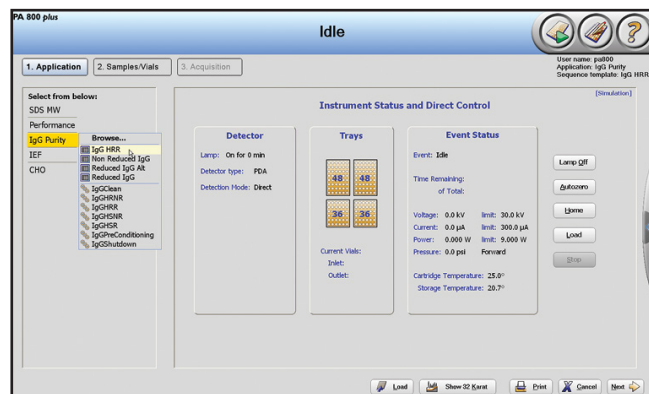 PA 800 plus
Idle
1. Application
2. Samples/Vials
3. Acquisition
User name: pa800
Application: IgG Purity
Sequence template: IgG HRR
Select from below:
SDS MW
Performance
IgG Purity
IEF
CHO
Browse...
IgG HRR
Non Reduced IgG
Reduced IgG Alt
Reduced IgG
IgGClean
IgGHRNR
IgGHRR
IgGHSNR
IgGHSR
IgGPreConditioning
IgGShutdown
[Simulation]
Instrument Status and Direct Control
Detector
Lamp: On for 0 min
Detector type: PDA
Detection Mode: Direct
Trays
48 48
36 36
Current Vials:
Inlet:
Outlet:
Event Status
Event: Idle
Time Remaining:
of Total:
Voltage: 0.0 kV limit: 30.0 kV
Current: 0.0 µA limit: 300.0 µA
Power: 0.000 W limit: 9.000 W
Pressure: 0.0 psi Forward
Cartridge Temperature: 25.0°
Storage Temperature: 20.7°
Lamp Off
Autozero
Home
Load
Stop
Load
Show 32 Karat
Print
Cancel
Next